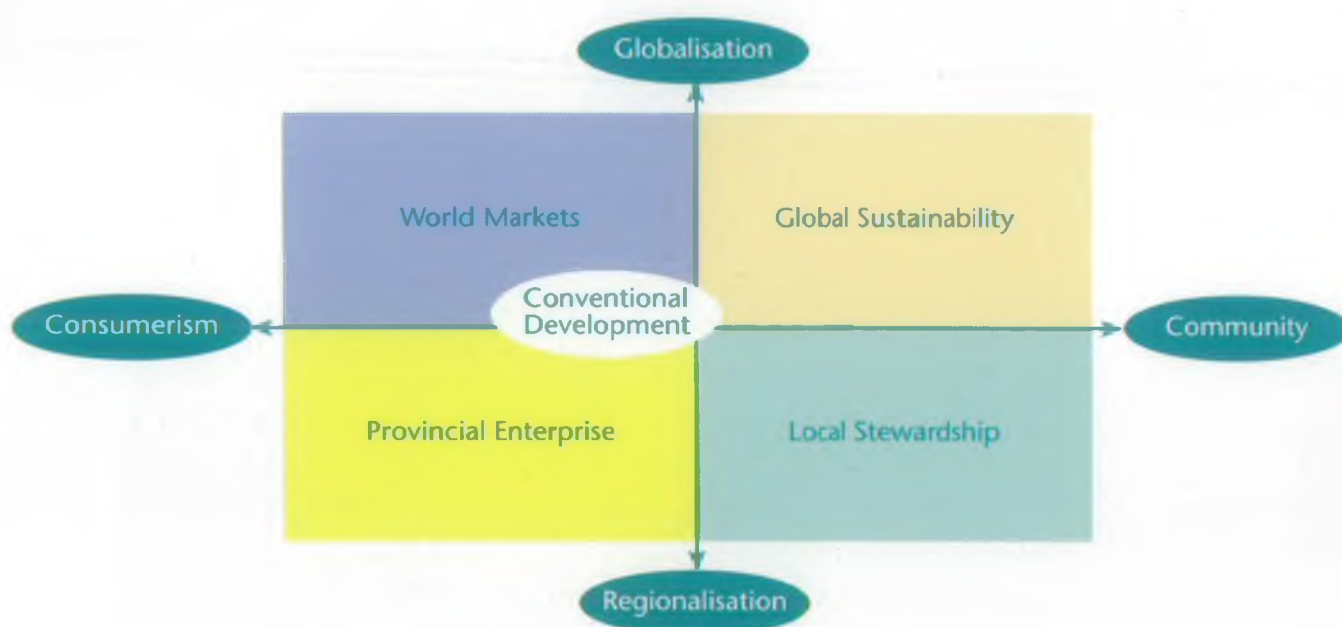 Globalisation
World Markets
Global Sustainability
Conventional
Development
Consumerism
Community
Provincial Enterprise
Local Stewardship
Regionalisation